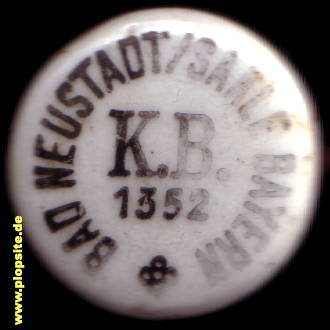 BAD NEUSTADT/SAALE BAYERN
K.B.
1352
www.plopsite.de